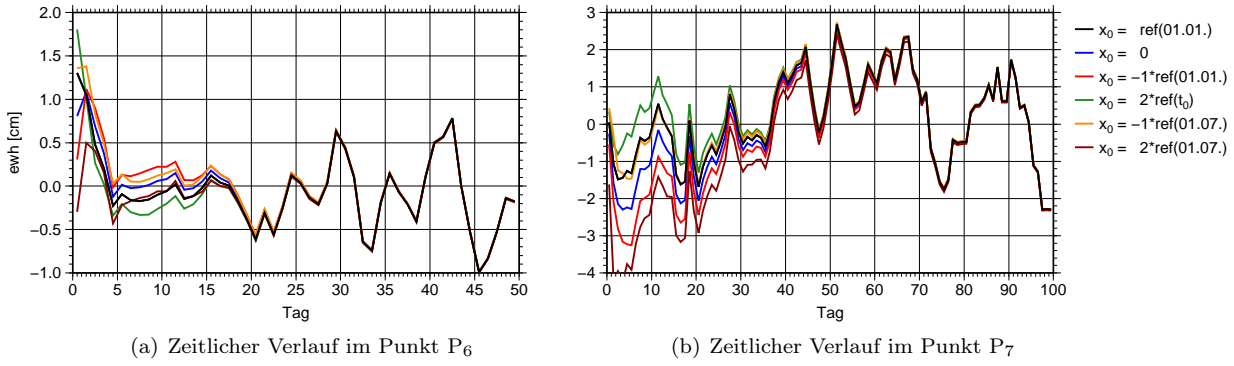 ewh [cm]
2.0
1.5
1.0
0.5
0.0
−0.5
−1.0
0 5 10 15 20 25 30 35 40 45 50
Tag
(a) Zeitlicher Verlauf im Punkt P₆
3
2
1
0
−1
−2
−3
−4
0 10 20 30 40 50 60 70 80 90 100
Tag
(b) Zeitlicher Verlauf im Punkt P₇
x₀ = ref(01.01.)
x₀ = 0
x₀ = −1*ref(01.01.)
x₀ = 2*ref(t₀)
x₀ = −1*ref(01.07.)
x₀ = 2*ref(01.07.)